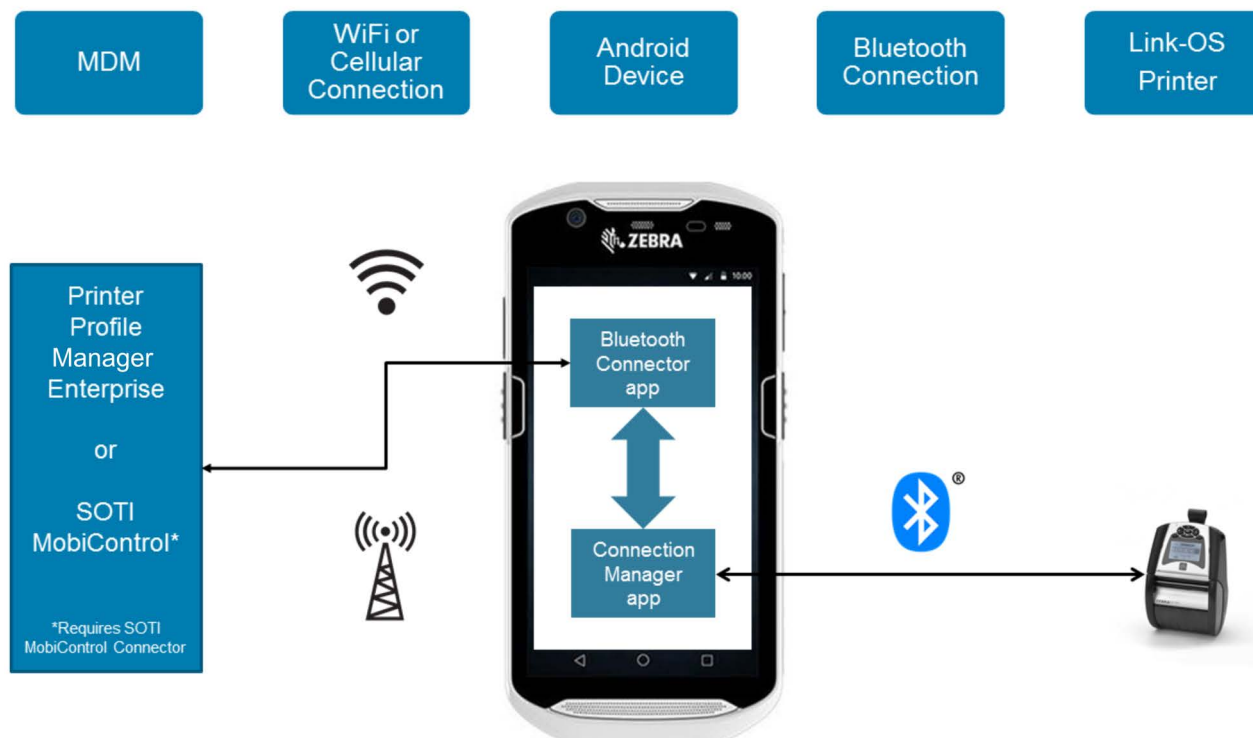 MDM
WiFi or
Cellular
Connection
Android
Device
Bluetooth
Connection
Link-OS
Printer
Printer
Profile
Manager
Enterprise
or
SOTI
MobiControl*
*Requires SOTI
MobiControl Connector
ZEBRA
10:00
Bluetooth
Connector
app
Connection
Manager
app
®